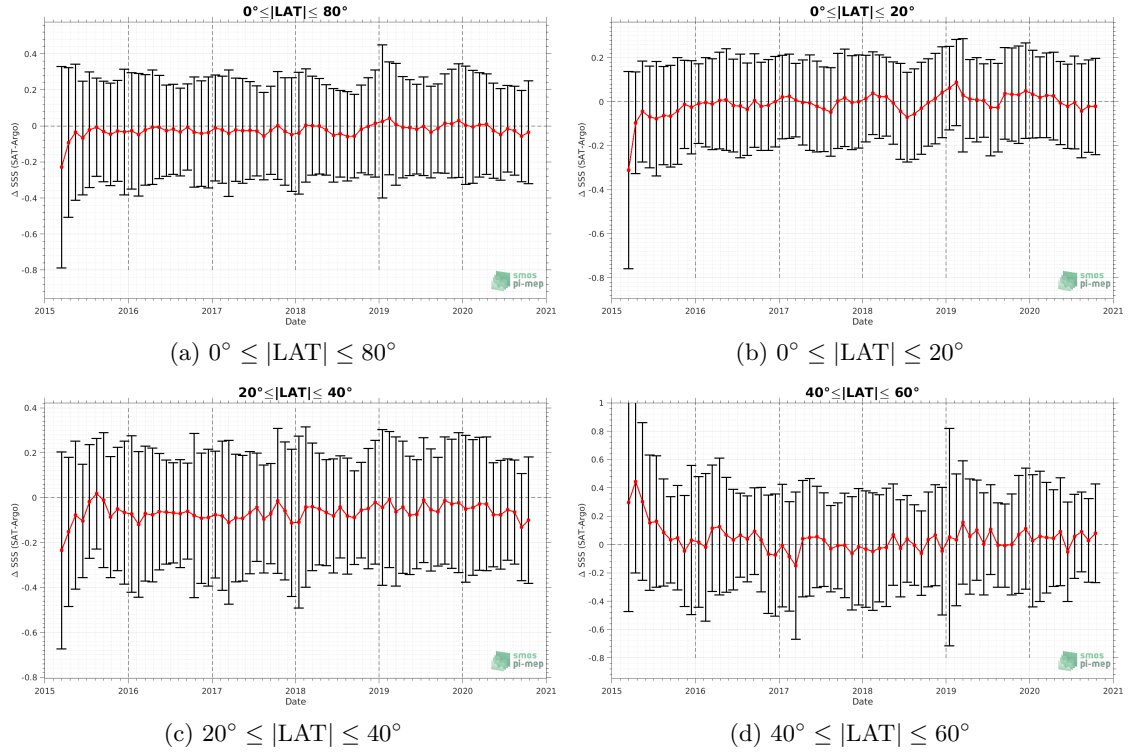 0°≤|LAT|≤ 80°
Δ SSS (SAT-Argo)
0.4
0.2
0
-0.2
-0.4
-0.6
-0.8
smos
pi-mep
2015 2016 2017 2018 2019 2020 2021
Date
(a) 0° ≤ |LAT| ≤ 80°
0°≤|LAT|≤ 20°
Δ SSS (SAT-Argo)
0.2
0
-0.2
-0.4
-0.6
-0.8
smos
pi-mep
2015 2016 2017 2018 2019 2020 2021
Date
(b) 0° ≤ |LAT| ≤ 20°
20°≤|LAT|≤ 40°
Δ SSS (SAT-Argo)
0.4
0.2
0
-0.2
-0.4
-0.6
-0.8
smos
pi-mep
2015 2016 2017 2018 2019 2020 2021
Date
(c) 20° ≤ |LAT| ≤ 40°
40°≤|LAT|≤ 60°
Δ SSS (SAT-Argo)
1
0.8
0.6
0.4
0.2
0
-0.2
-0.4
-0.6
-0.8
smos
pi-mep
2015 2016 2017 2018 2019 2020 2021
Date
(d) 40° ≤ |LAT| ≤ 60°